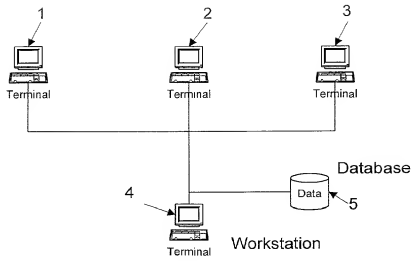 1 2 3
Terminal Terminal Terminal
Database
4 Data 5
Workstation
Terminal